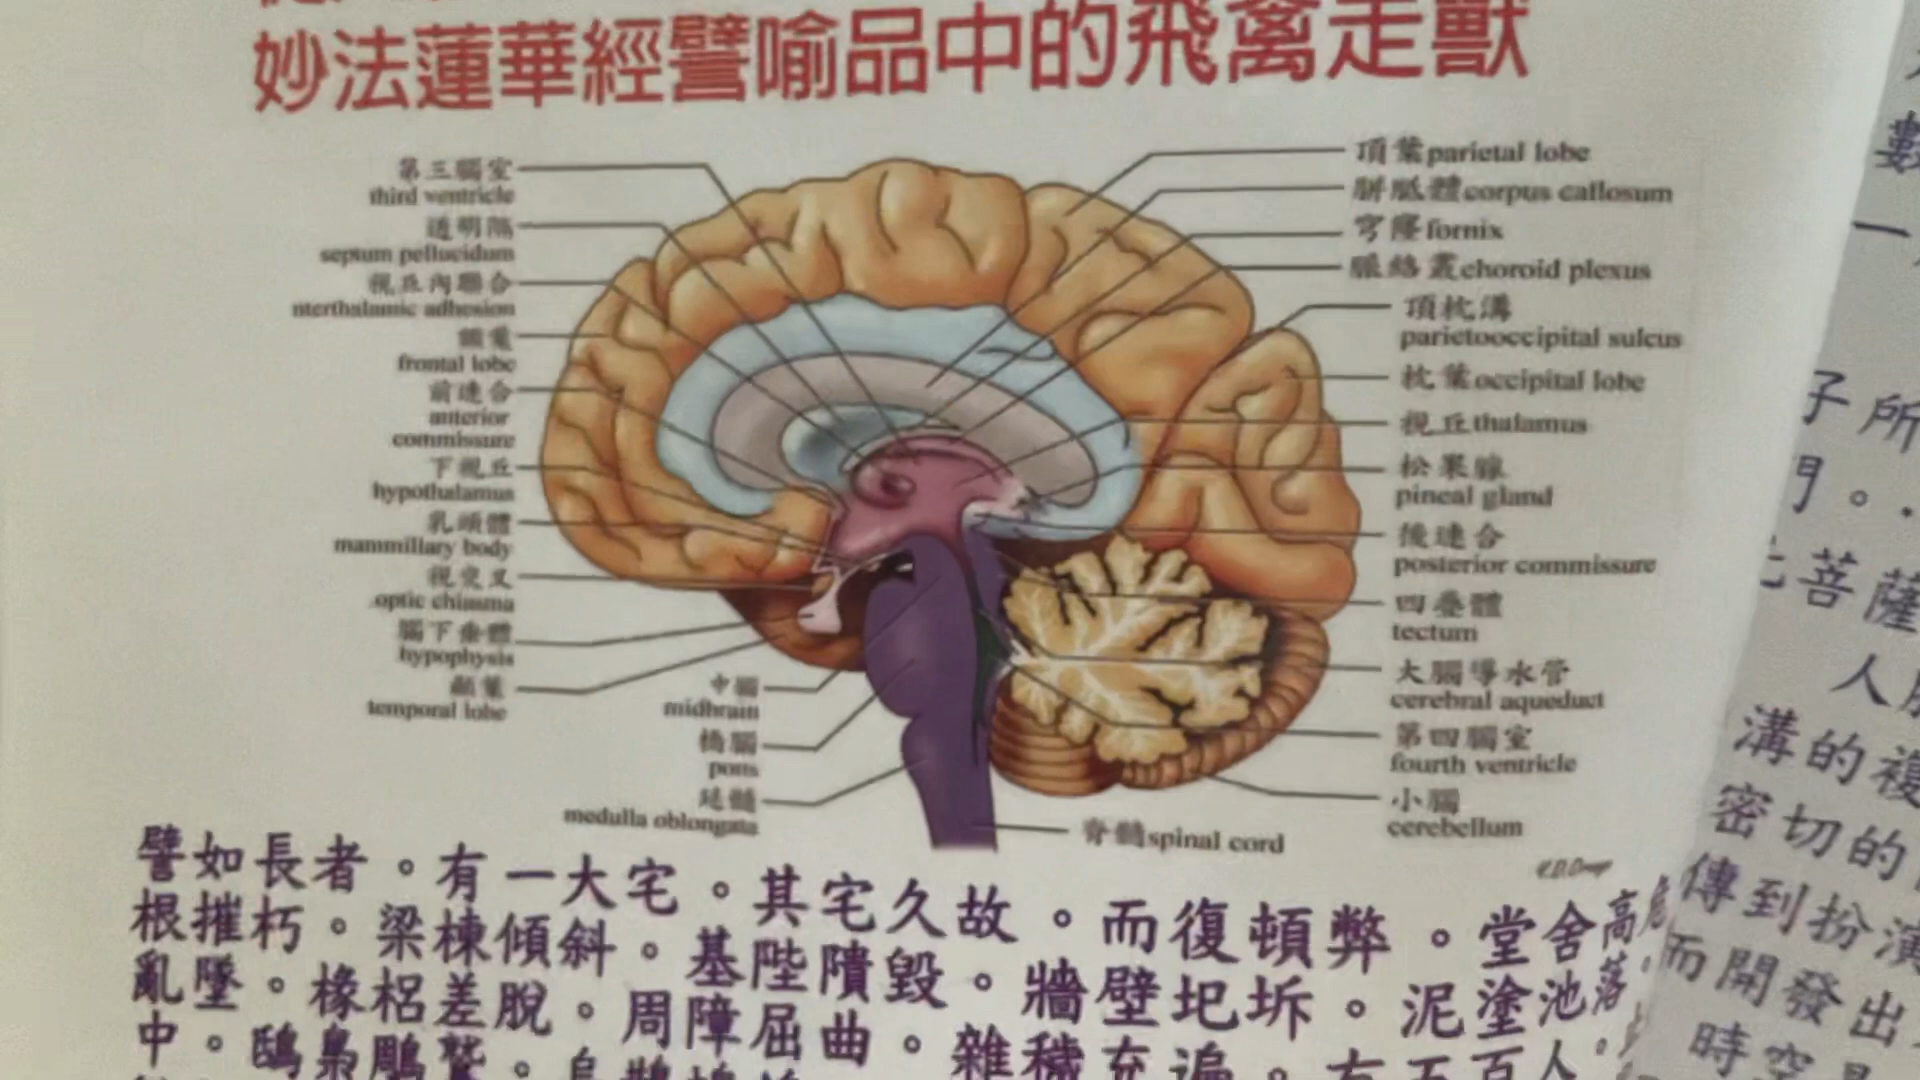 妙法蓮華經譬喻品中的飛禽走獸
第三腦室
third ventricle
透明隔
septum pellucidum
視丘內聯合
nterthalamic adhesion
額葉
frontal lobe
前連合
anterior
commissure
下視丘
hypothalamus
乳頭體
mammillary body
視交叉
optic chiasma
腦下垂體
hypophysis
顳葉
temporal lobe
中腦
midbrain
橋腦
pons
延髓
medulla oblongata
頂葉parietal lobe
胼胝體corpus callosum
穹窿fornix
脈絡叢choroid plexus
頂枕溝
parietooccipital sulcus
枕葉occipital lobe
視丘thalamus
松果腺
pineal gland
後連合
posterior commissure
四疊體
tectum
大腦導水管
cerebral aqueduct
第四腦室
fourth ventricle
小腦
cerebellum
脊髓spinal cord
譬如長者。有一大宅。其宅久故。而復頓弊。堂舍高危。
根摧朽。梁棟傾斜。基陛隤毀。牆壁圮坼。泥塗池落。
亂墜。椽梠差脫。周障屈曲。雜穢充遍。有五百人。
中。鴟梟鵰鷲。烏鵲
數
一
子所
門。
菩薩
人
溝的複
密切的
傳到扮演
而開發出
時空